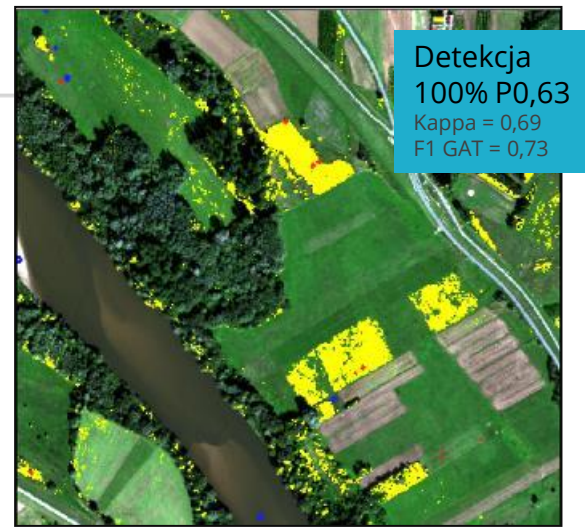 Detekcja
100% P0,63
Kappa = 0,69
F1 GAT = 0,73